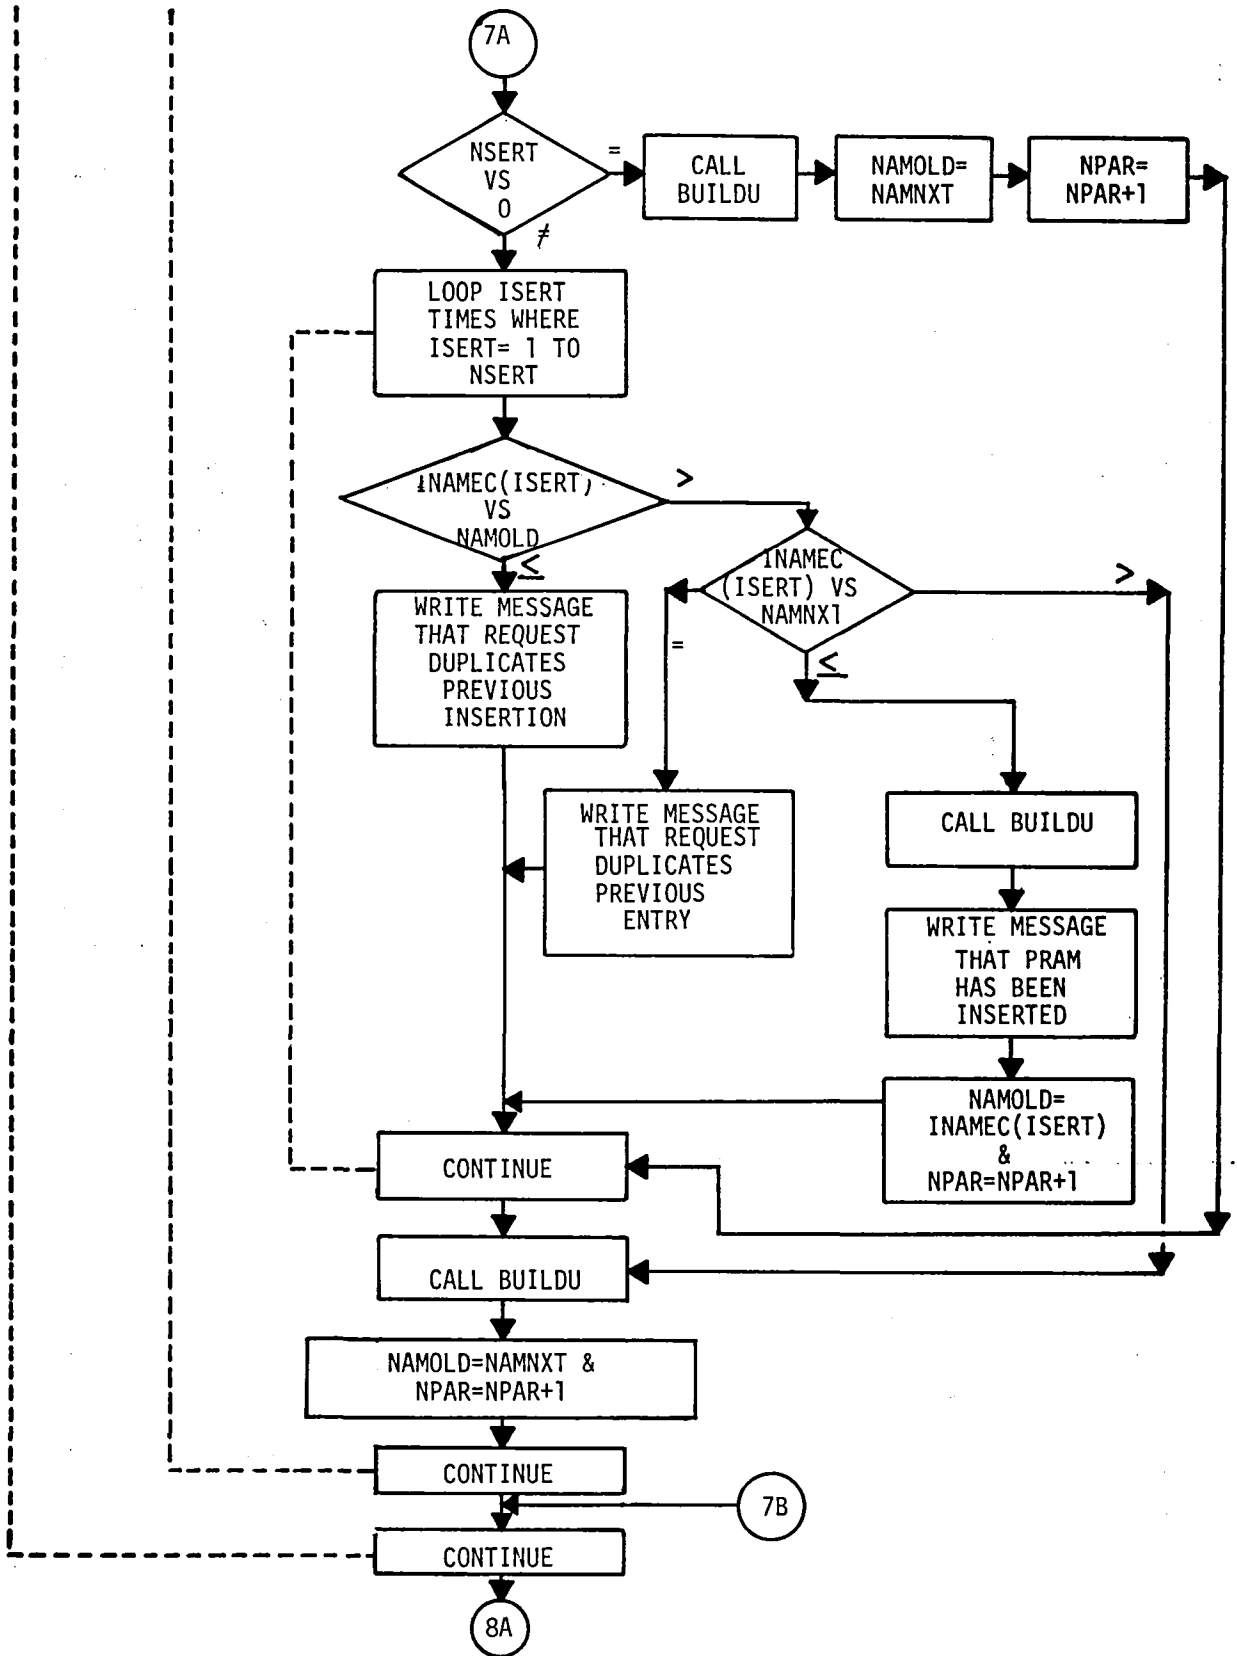 7A
NSERT
VS
0
=
≠
CALL
BUILDU
NAMOLD=
NAMNXT
NPAR=
NPAR+1
LOOP ISERT
TIMES WHERE
ISERT= 1 TO
NSERT
INAMEC(ISERT)
VS
NAMOLD
>
≤
INAMEC
(ISERT) VS
NAMNX1
>
=
≤
WRITE MESSAGE
THAT REQUEST
DUPLICATES
PREVIOUS
INSERTION
WRITE MESSAGE
THAT REQUEST
DUPLICATES
PREVIOUS
ENTRY
CALL BUILDU
WRITE MESSAGE
THAT PRAM
HAS BEEN
INSERTED
NAMOLD=
INAMEC(ISERT)
&
NPAR=NPAR+1
CONTINUE
CALL BUILDU
NAMOLD=NAMNXT &
NPAR=NPAR+1
CONTINUE
7B
CONTINUE
8A